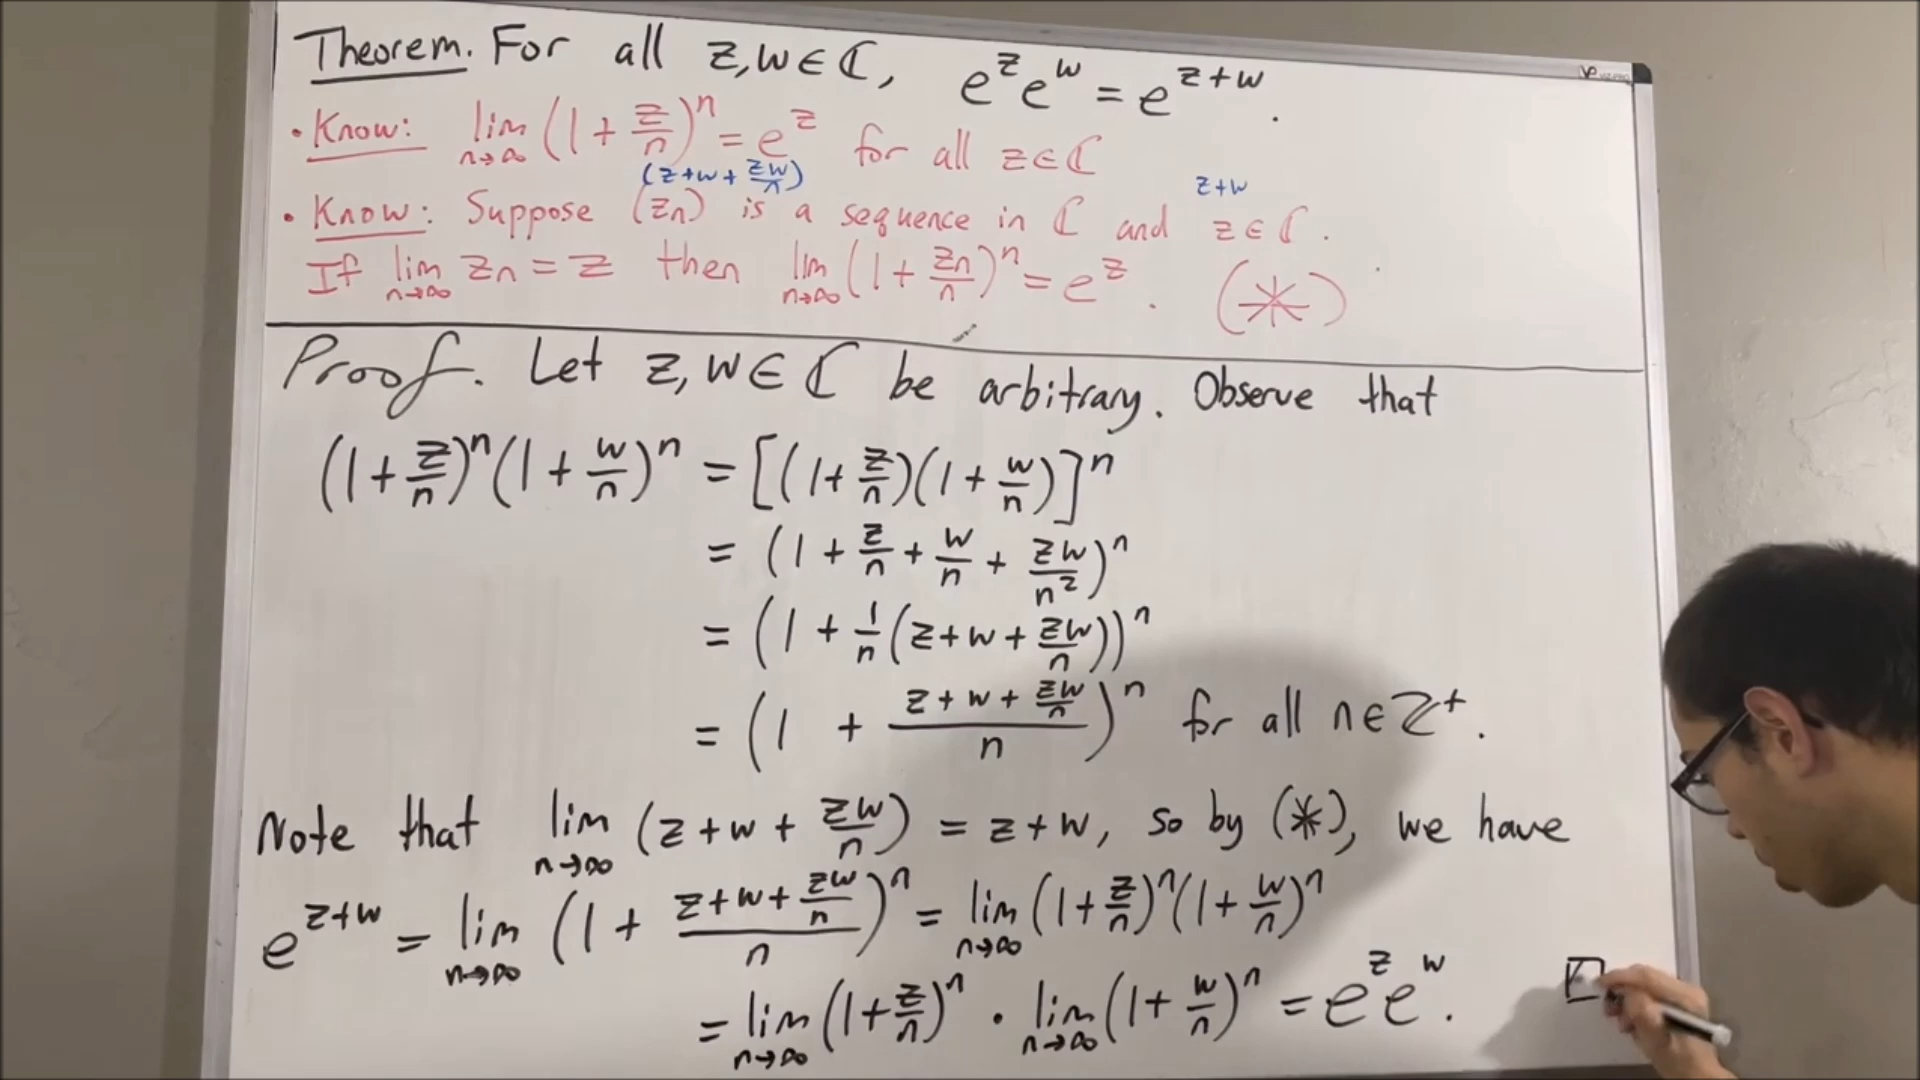 Theorem. For all z,w∈ℂ, e^z e^w = e^{z+w}.
• Know: lim_{n→∞} (1 + z/n)^n = e^z for all z∈ℂ
(z+w+ zw/n) z+w
• Know: Suppose (z_n) is a sequence in ℂ and z∈ℂ.
If lim_{n→∞} z_n = z then lim_{n→∞} (1 + z_n/n)^n = e^z. (*)
Proof. Let z,w∈ℂ be arbitrary. Observe that
(1+ z/n)^n (1+ w/n)^n = [(1+ z/n)(1+ w/n)]^n
= (1 + z/n + w/n + zw/n^2)^n
= (1 + 1/n (z+w+ zw/n))^n
= (1 + (z+w+ zw/n)/n)^n for all n∈ℤ^+.
Note that lim_{n→∞} (z+w+ zw/n) = z+w, so by (*), we have
e^{z+w} = lim_{n→∞} (1 + (z+w+ zw/n)/n)^n = lim_{n→∞} (1+ z/n)^n (1+ w/n)^n
= lim_{n→∞} (1+ z/n)^n · lim_{n→∞} (1+ w/n)^n = e^z e^w. □